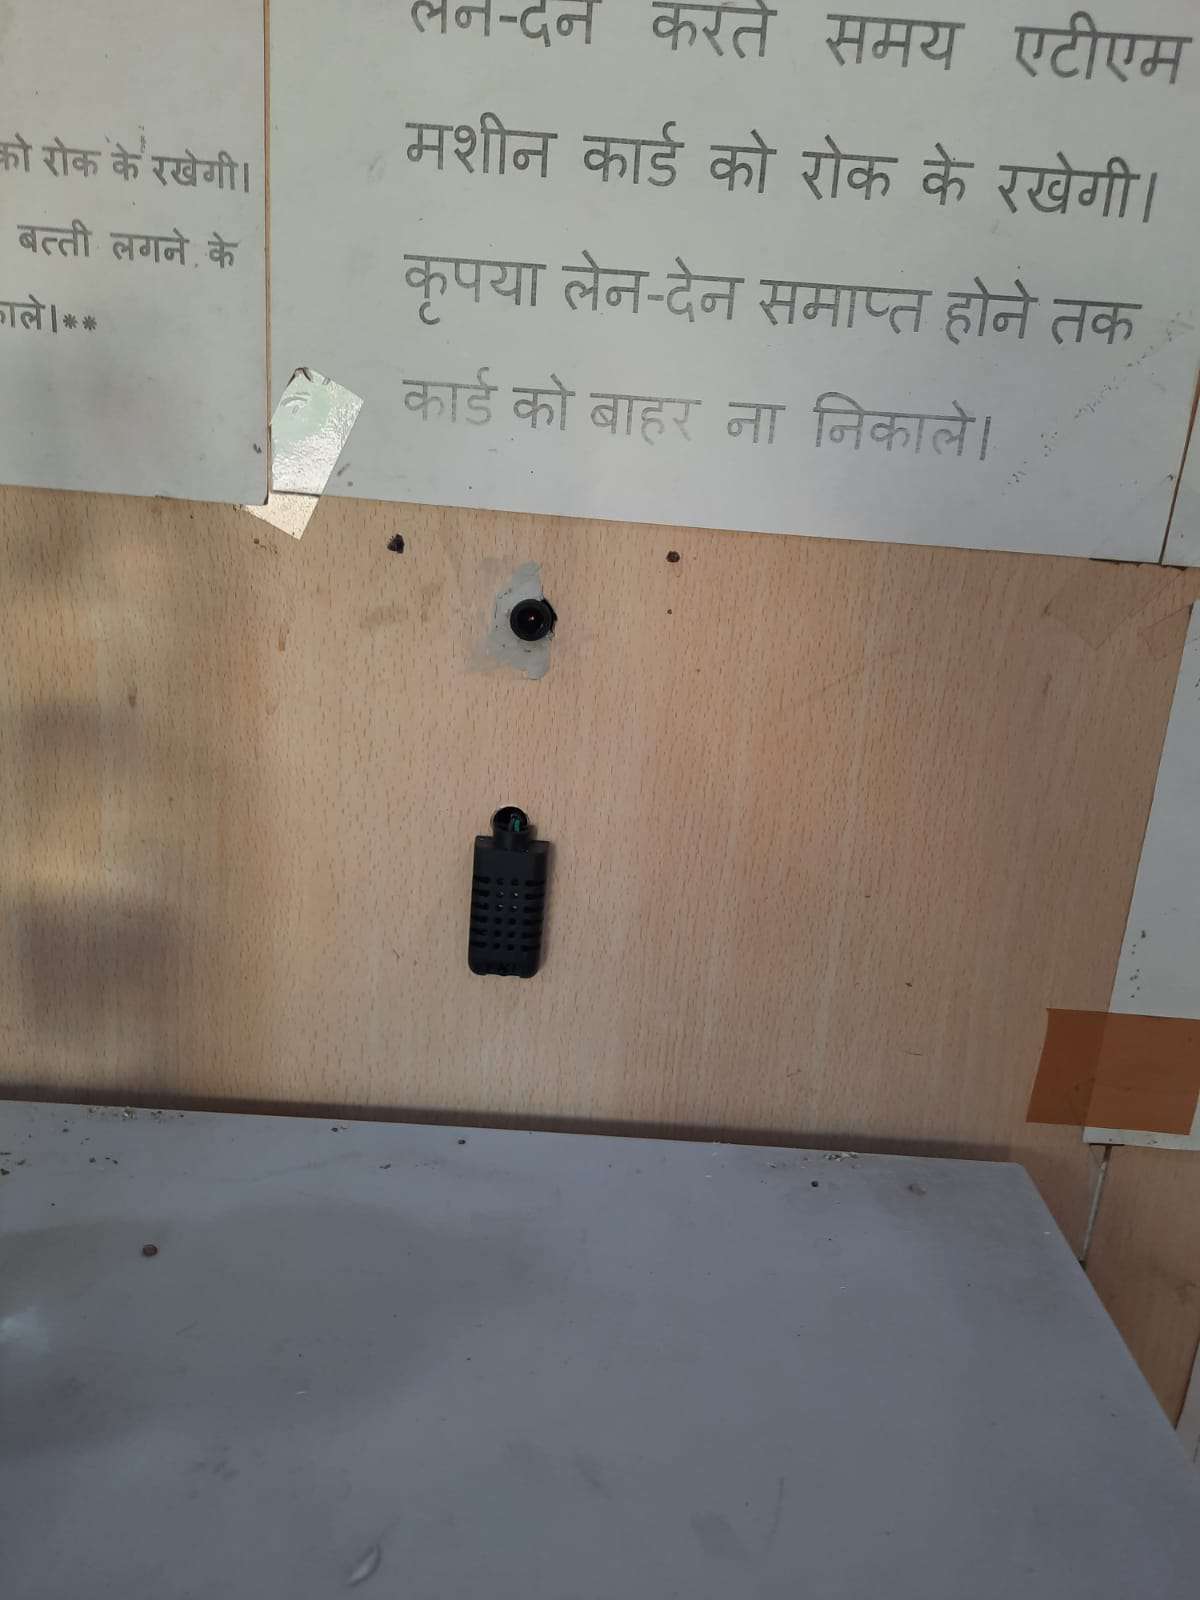 लेन-देन करते समय एटीएम
मशीन कार्ड को रोक के रखेगी।
कृपया लेन-देन समाप्त होने तक
कार्ड को बाहर ना निकाले।
को रोक के रखेगी।
बत्ती लगने के